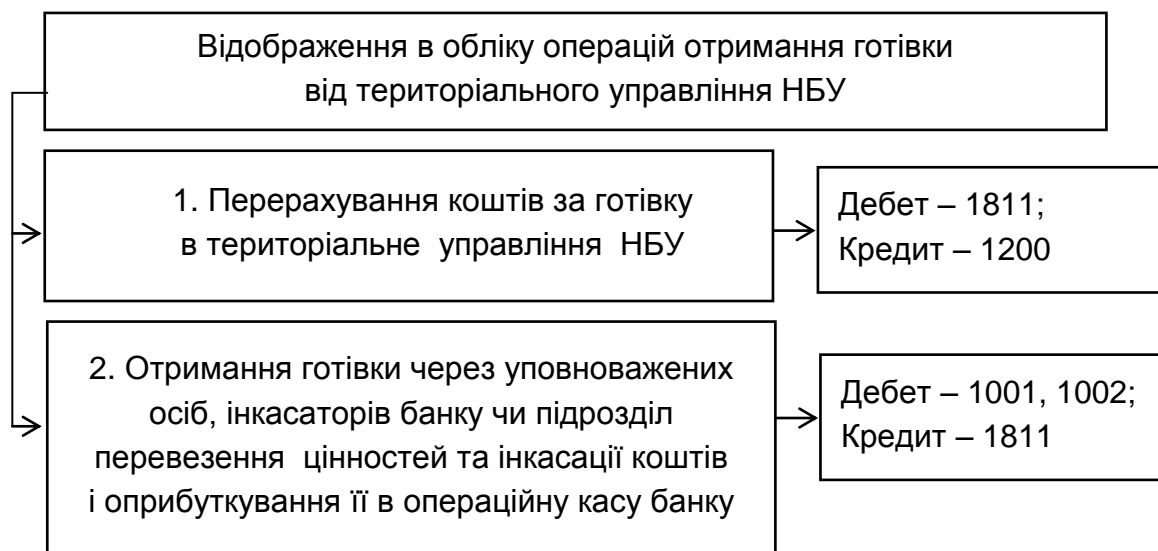 Відображення в обліку операцій отримання готівки
від територіального управління НБУ
1. Перерахування коштів за готівку
в територіальне управління НБУ
Дебет – 1811;
Кредит – 1200
2. Отримання готівки через уповноважених
осіб, інкасаторів банку чи підрозділ
перевезення цінностей та інкасації коштів
і оприбуткування її в операційну касу банку
Дебет – 1001, 1002;
Кредит – 1811